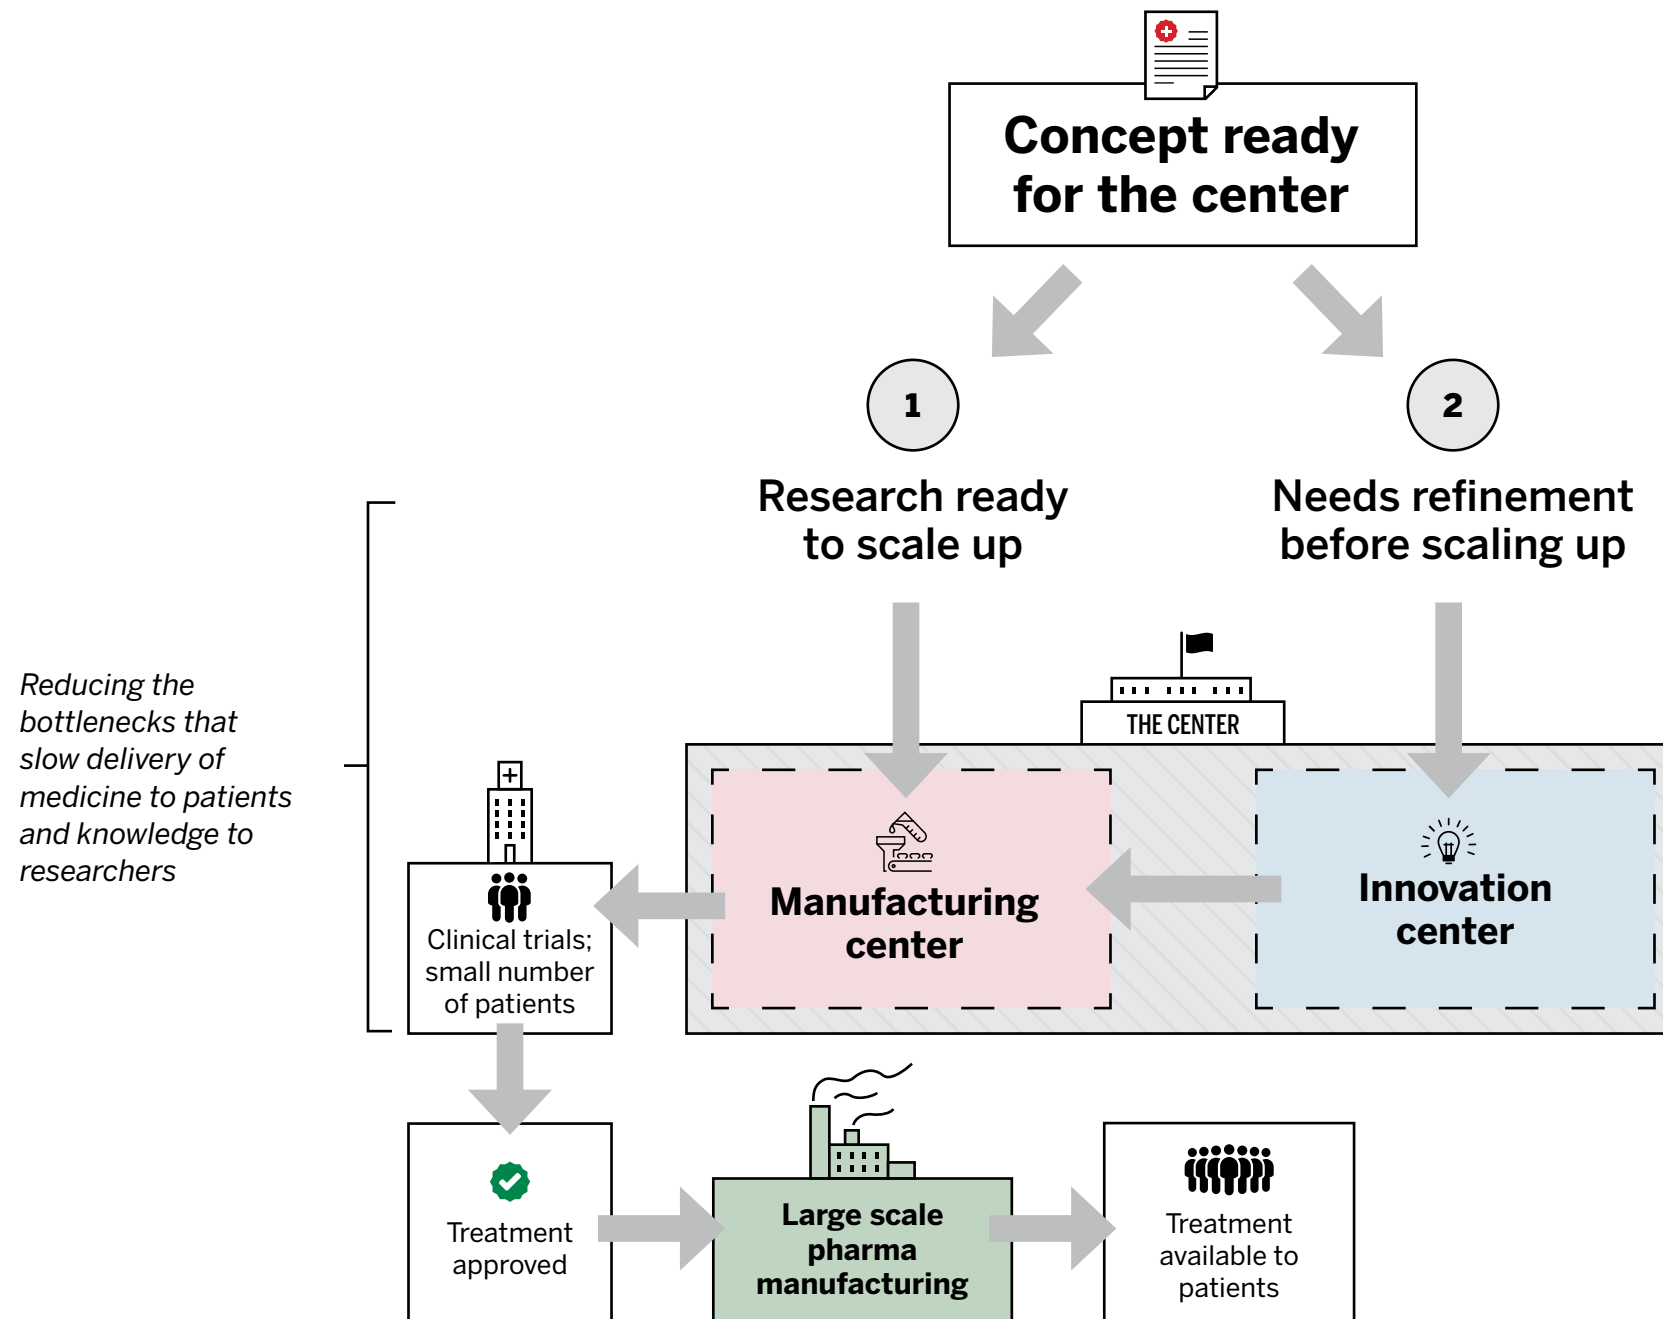 Concept ready
for the center
1
2
Research ready
to scale up
Needs refinement
before scaling up
THE CENTER
Reducing the
bottlenecks that
slow delivery of
medicine to patients
and knowledge to
researchers
Clinical trials;
small number
of patients
Manufacturing
center
Innovation
center
Treatment
approved
Large scale
pharma
manufacturing
Treatment
available to
patients